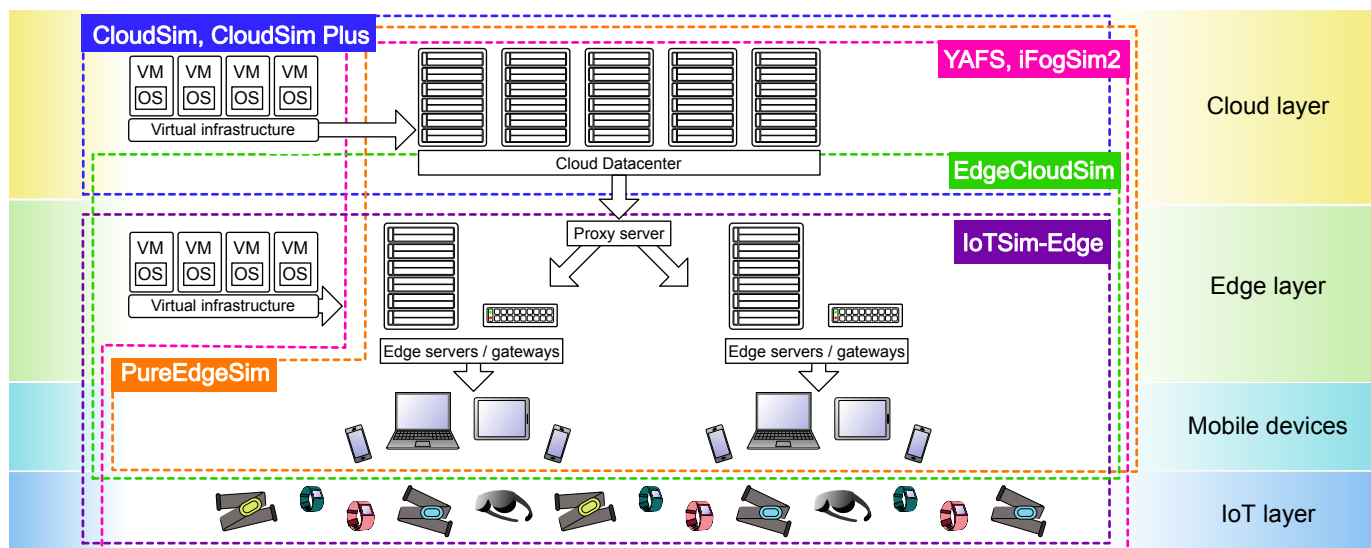 CloudSim, CloudSim Plus
YAFS, iFogSim2
VM VM VM VM
OS OS OS OS
Virtual infrastructure
Cloud Datacenter
Cloud layer
EdgeCloudSim
Proxy server
IoTSim-Edge
VM VM VM VM
OS OS OS OS
Virtual infrastructure
Edge layer
Edge servers / gateways
Edge servers / gateways
PureEdgeSim
Mobile devices
IoT layer